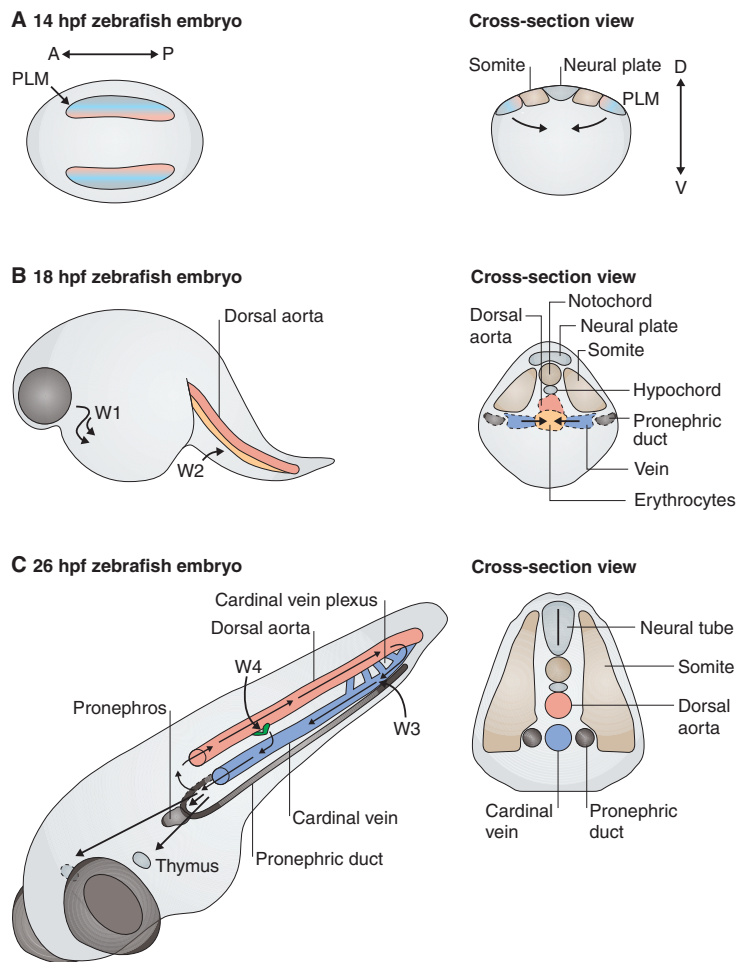 A 14 hpf zebrafish embryo
A
P
PLM
Cross-section view
Somite
Neural plate
D
PLM
V
B 18 hpf zebrafish embryo
Dorsal aorta
W1
W2
Cross-section view
Notochord
Dorsal
aorta
Neural plate
Somite
Hypochord
Pronephric
duct
Vein
Erythrocytes
C 26 hpf zebrafish embryo
Cardinal vein plexus
Dorsal aorta
W4
Pronephros
W3
Cardinal vein
Thymus
Pronephric duct
Cross-section view
Neural tube
Somite
Dorsal
aorta
Cardinal
vein
Pronephric
duct